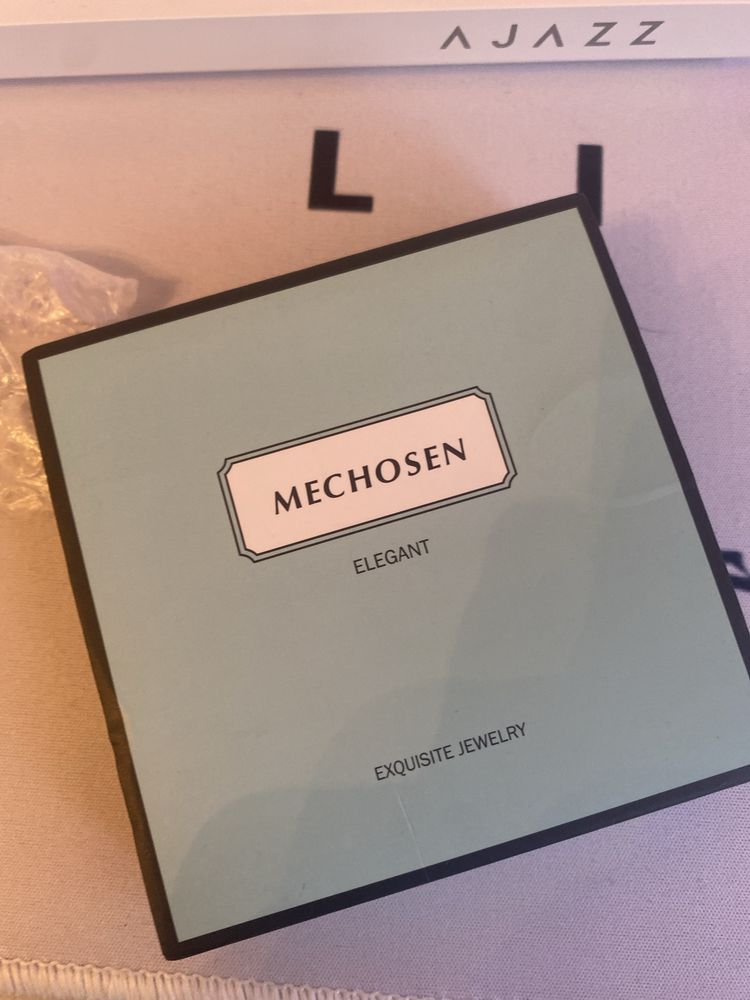 AJAZZ
L I
MECHOSEN
ELEGANT
EXQUISITE JEWELRY